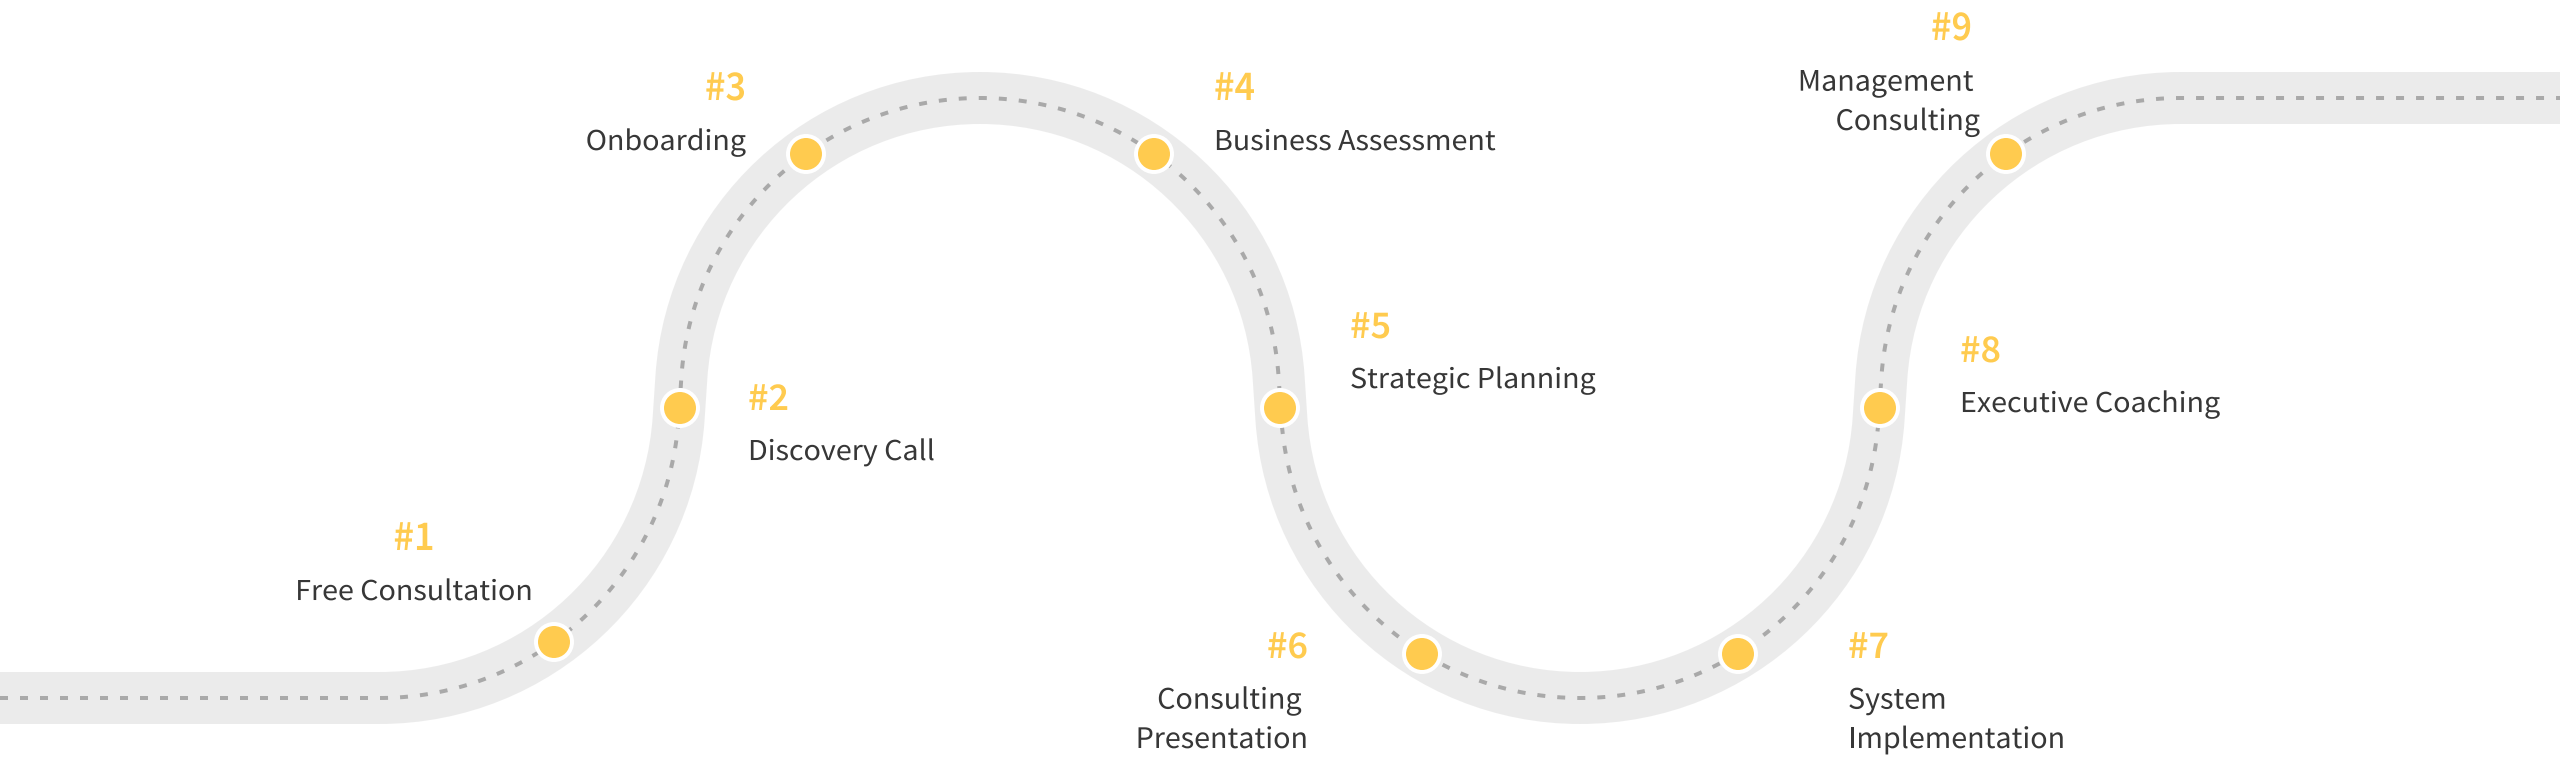 #1
Free Consultation
#2
Discovery Call
#3
Onboarding
#4
Business Assessment
#5
Strategic Planning
#6
Consulting
Presentation
#7
System
Implementation
#8
Executive Coaching
#9
Management
Consulting